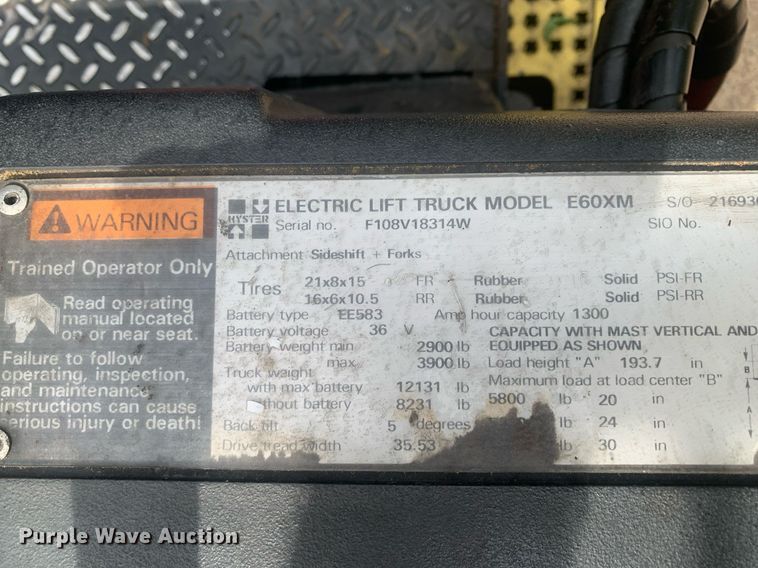 WARNING
Trained Operator Only
Read operating
manual located
on or near seat.
Failure to follow
operating, inspection,
and maintenance
instructions can cause
serious injury or death!
HYSTER
ELECTRIC LIFT TRUCK MODEL E60XM S/O
Serial no. F108V18314W SIO No.
Attachment Sideshift + Forks
Tires 21x8x15 FR Rubber Solid PSI-FR
16x6x10.5 RR Rubber Solid PSI-RR
Battery type EE583 Amp hour capacity 1300
Battery voltage 36 V CAPACITY WITH MAST VERTICAL AND
Battery weight min 2900 lb EQUIPPED AS SHOWN
max 3900 lb Load height "A" 193.7 in
Truck weight Maximum load at load center "B"
with max battery 12131 lb 5800 lb 20 in
without battery 8231 lb lb 24 in
Back tilt 5 degrees lb 30 in
Drive tread width 35.53
B
A
Purple Wave Auction